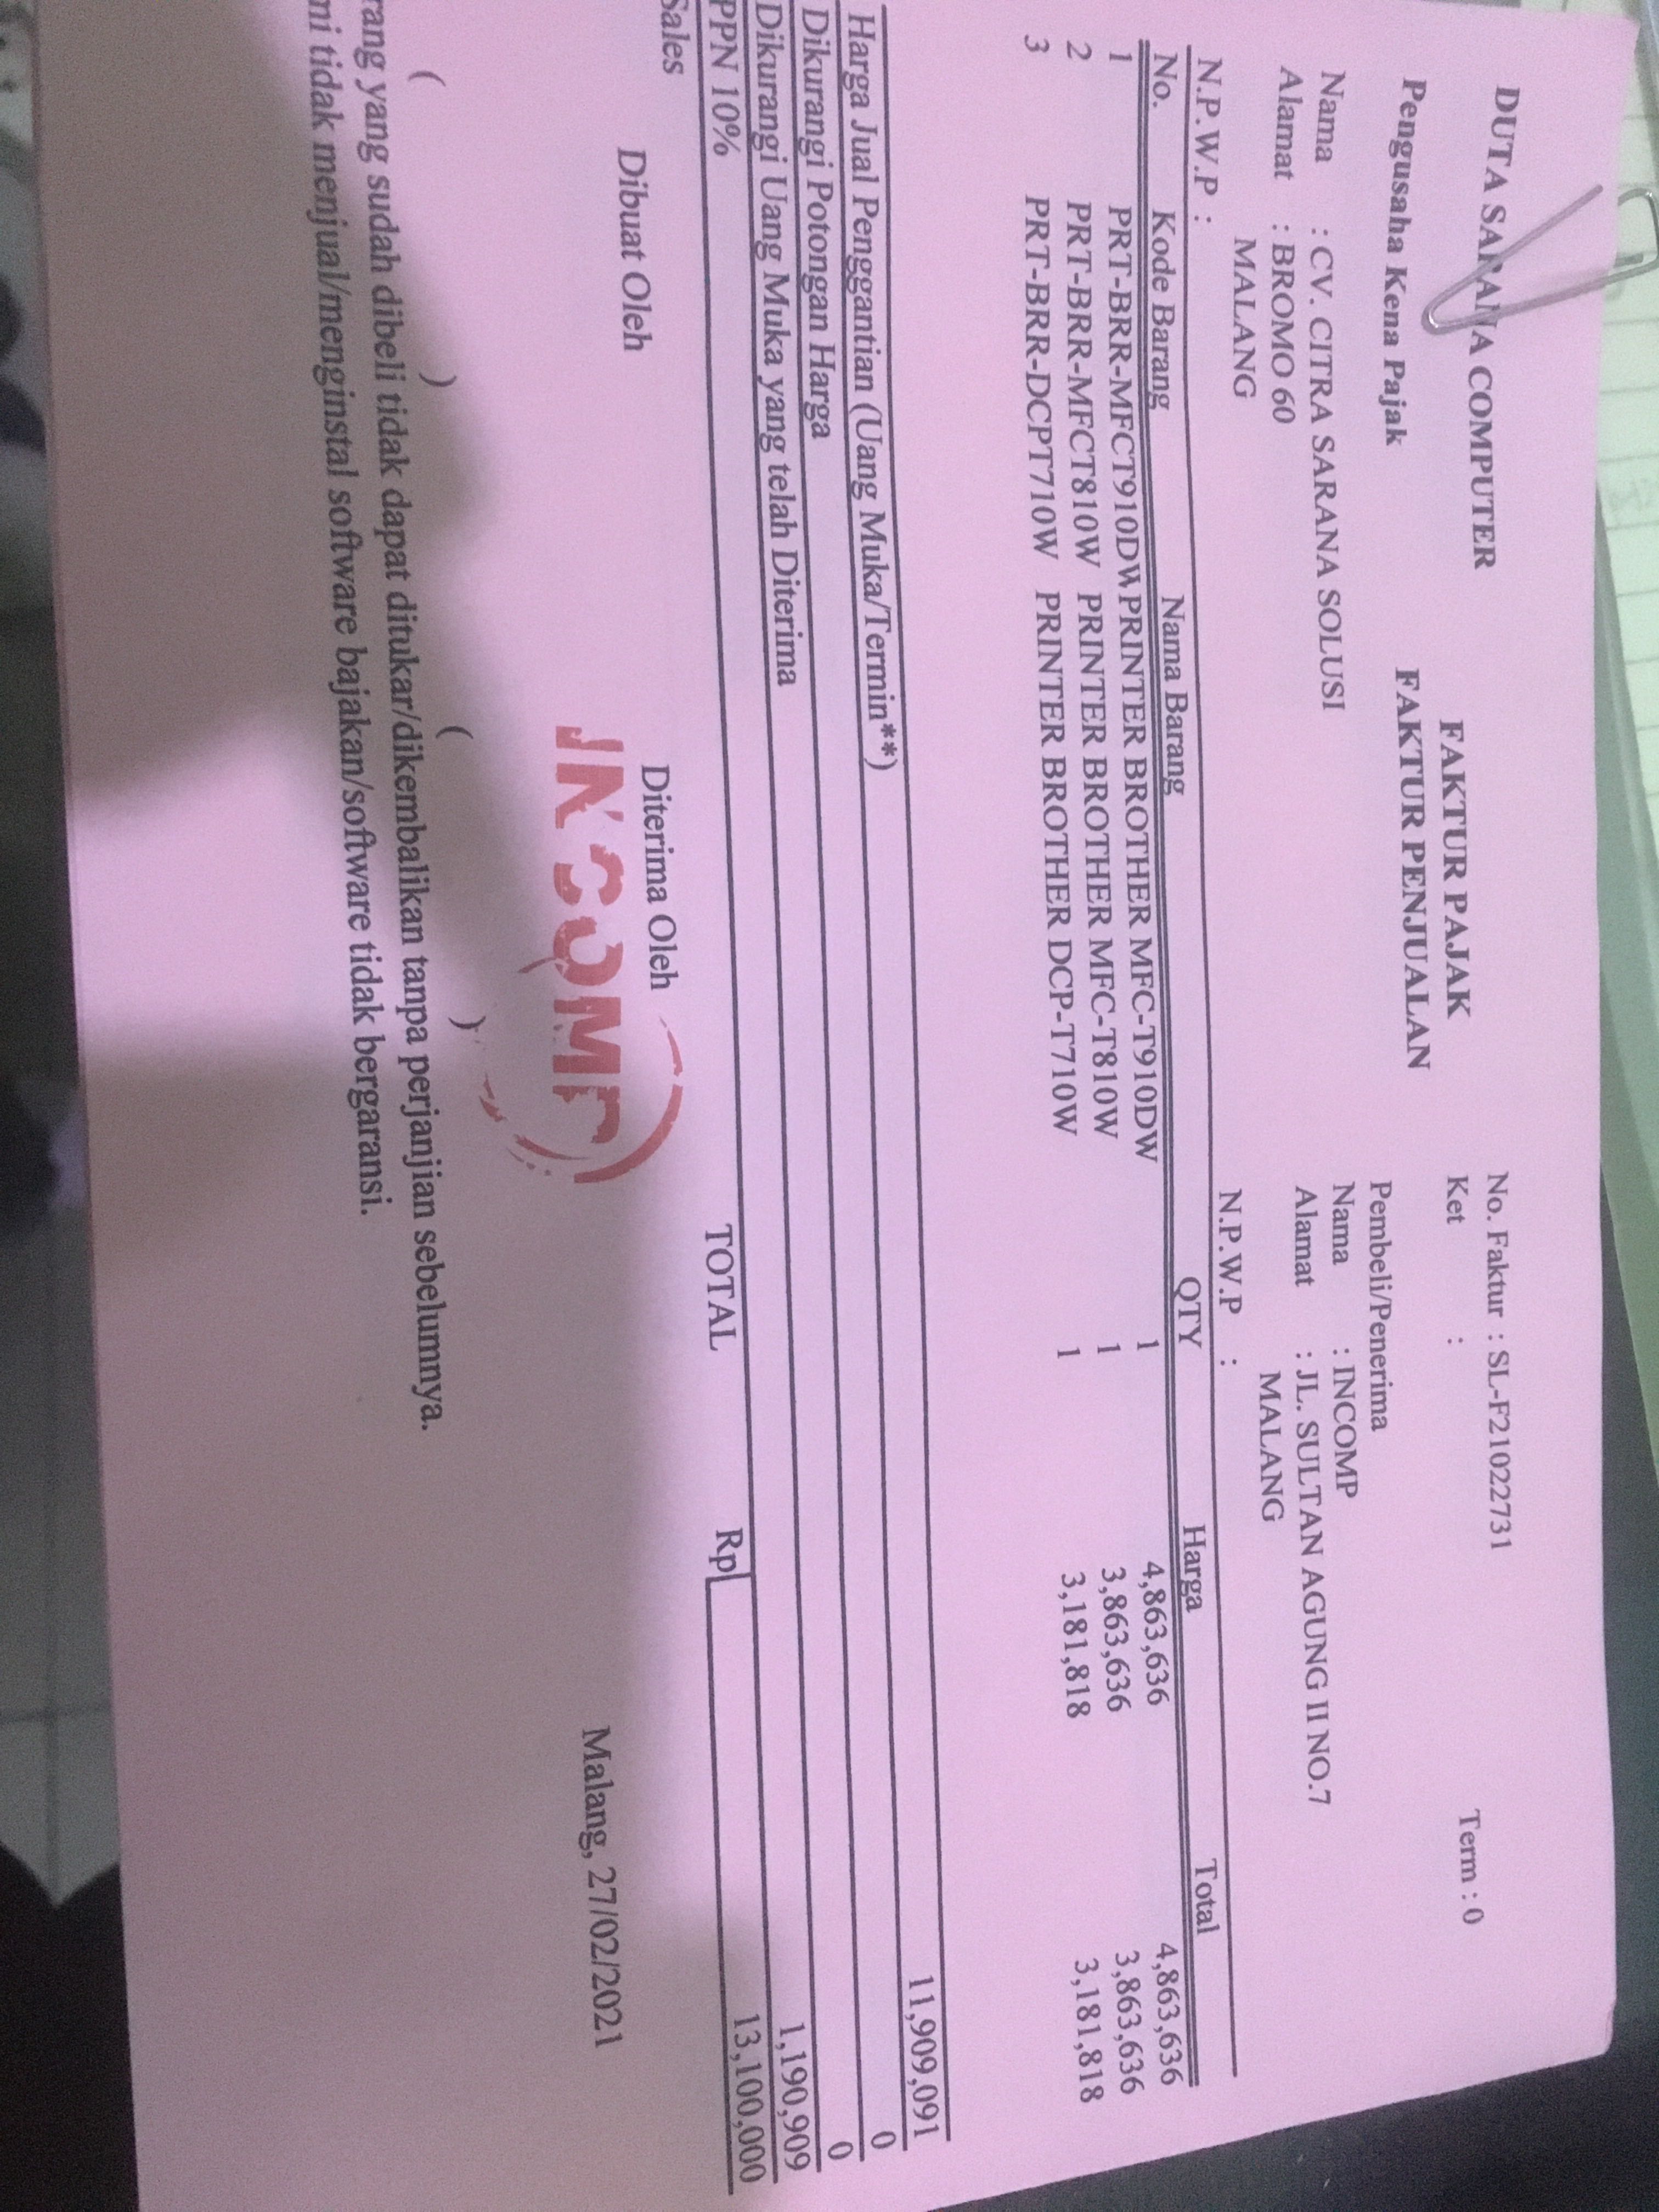 DUTA SARANA COMPUTER
FAKTUR PAJAK
FAKTUR PENJUALAN
No. Faktur : SL-F21022731
Ket :
Term : 0
Pengusaha Kena Pajak
Nama : CV. CITRA SARANA SOLUSI
Alamat : BROMO 60
MALANG
N.P.W.P :
Pembeli/Penerima
Nama : INCOMP
Alamat : JL. SULTAN AGUNG II NO.7
MALANG
N.P.W.P :
No. Kode Barang Nama Barang QTY Harga Total
1 PRT-BRR-MFCT910DW PRINTER BROTHER MFC-T910DW 1 4,863,636 4,863,636
2 PRT-BRR-MFCT810W PRINTER BROTHER MFC-T810W 1 3,863,636 3,863,636
3 PRT-BRR-DCPT710W PRINTER BROTHER DCP-T710W 1 3,181,818 3,181,818
Harga Jual Penggantian (Uang Muka/Termin**) 11,909,091
Dikurangi Potongan Harga 0
Dikurangi Uang Muka yang telah Diterima 0
PPN 10% 1,190,909
TOTAL Rp 13,100,000
Sales Dibuat Oleh Diterima Oleh
Malang, 27/02/2021
INCOMP
( ) ( )
rang yang sudah dibeli tidak dapat ditukar/dikembalikan tanpa perjanjian sebelumnya.
mi tidak menjual/menginstal software bajakan/software tidak bergaransi.